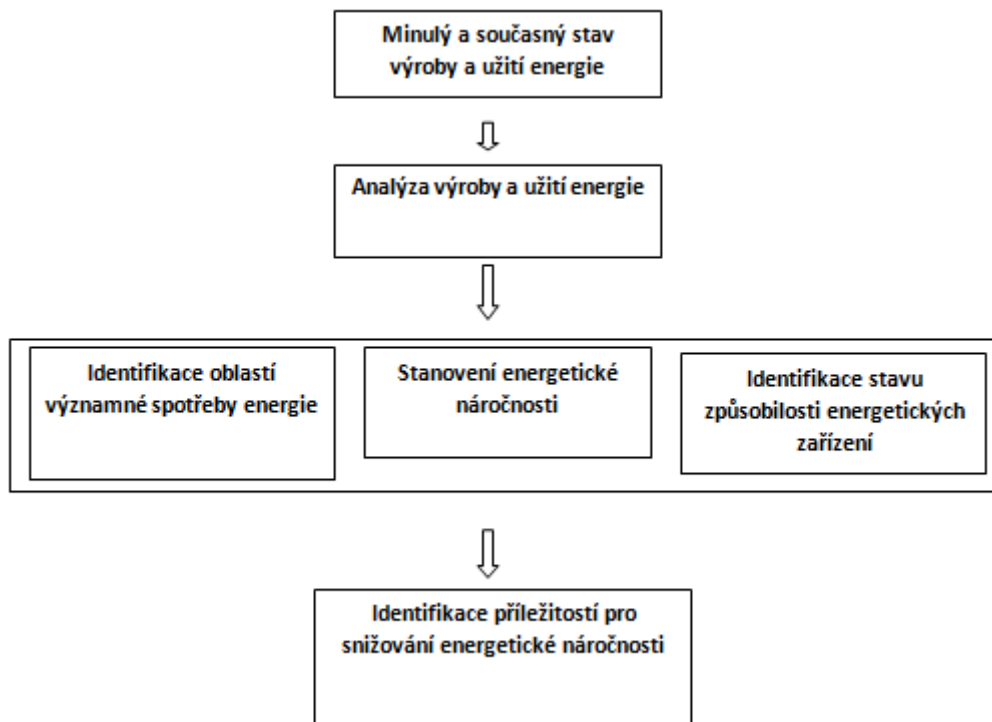 Minulý a současný stav
výroby a užití energie
Analýza výroby a užití energie
Identifikace oblastí
významné spotřeby energie
Stanovení energetické
náročnosti
Identifikace stavu
způsobilosti energetických
zařízení
Identifikace příležitostí pro
snižování energetické náročnosti